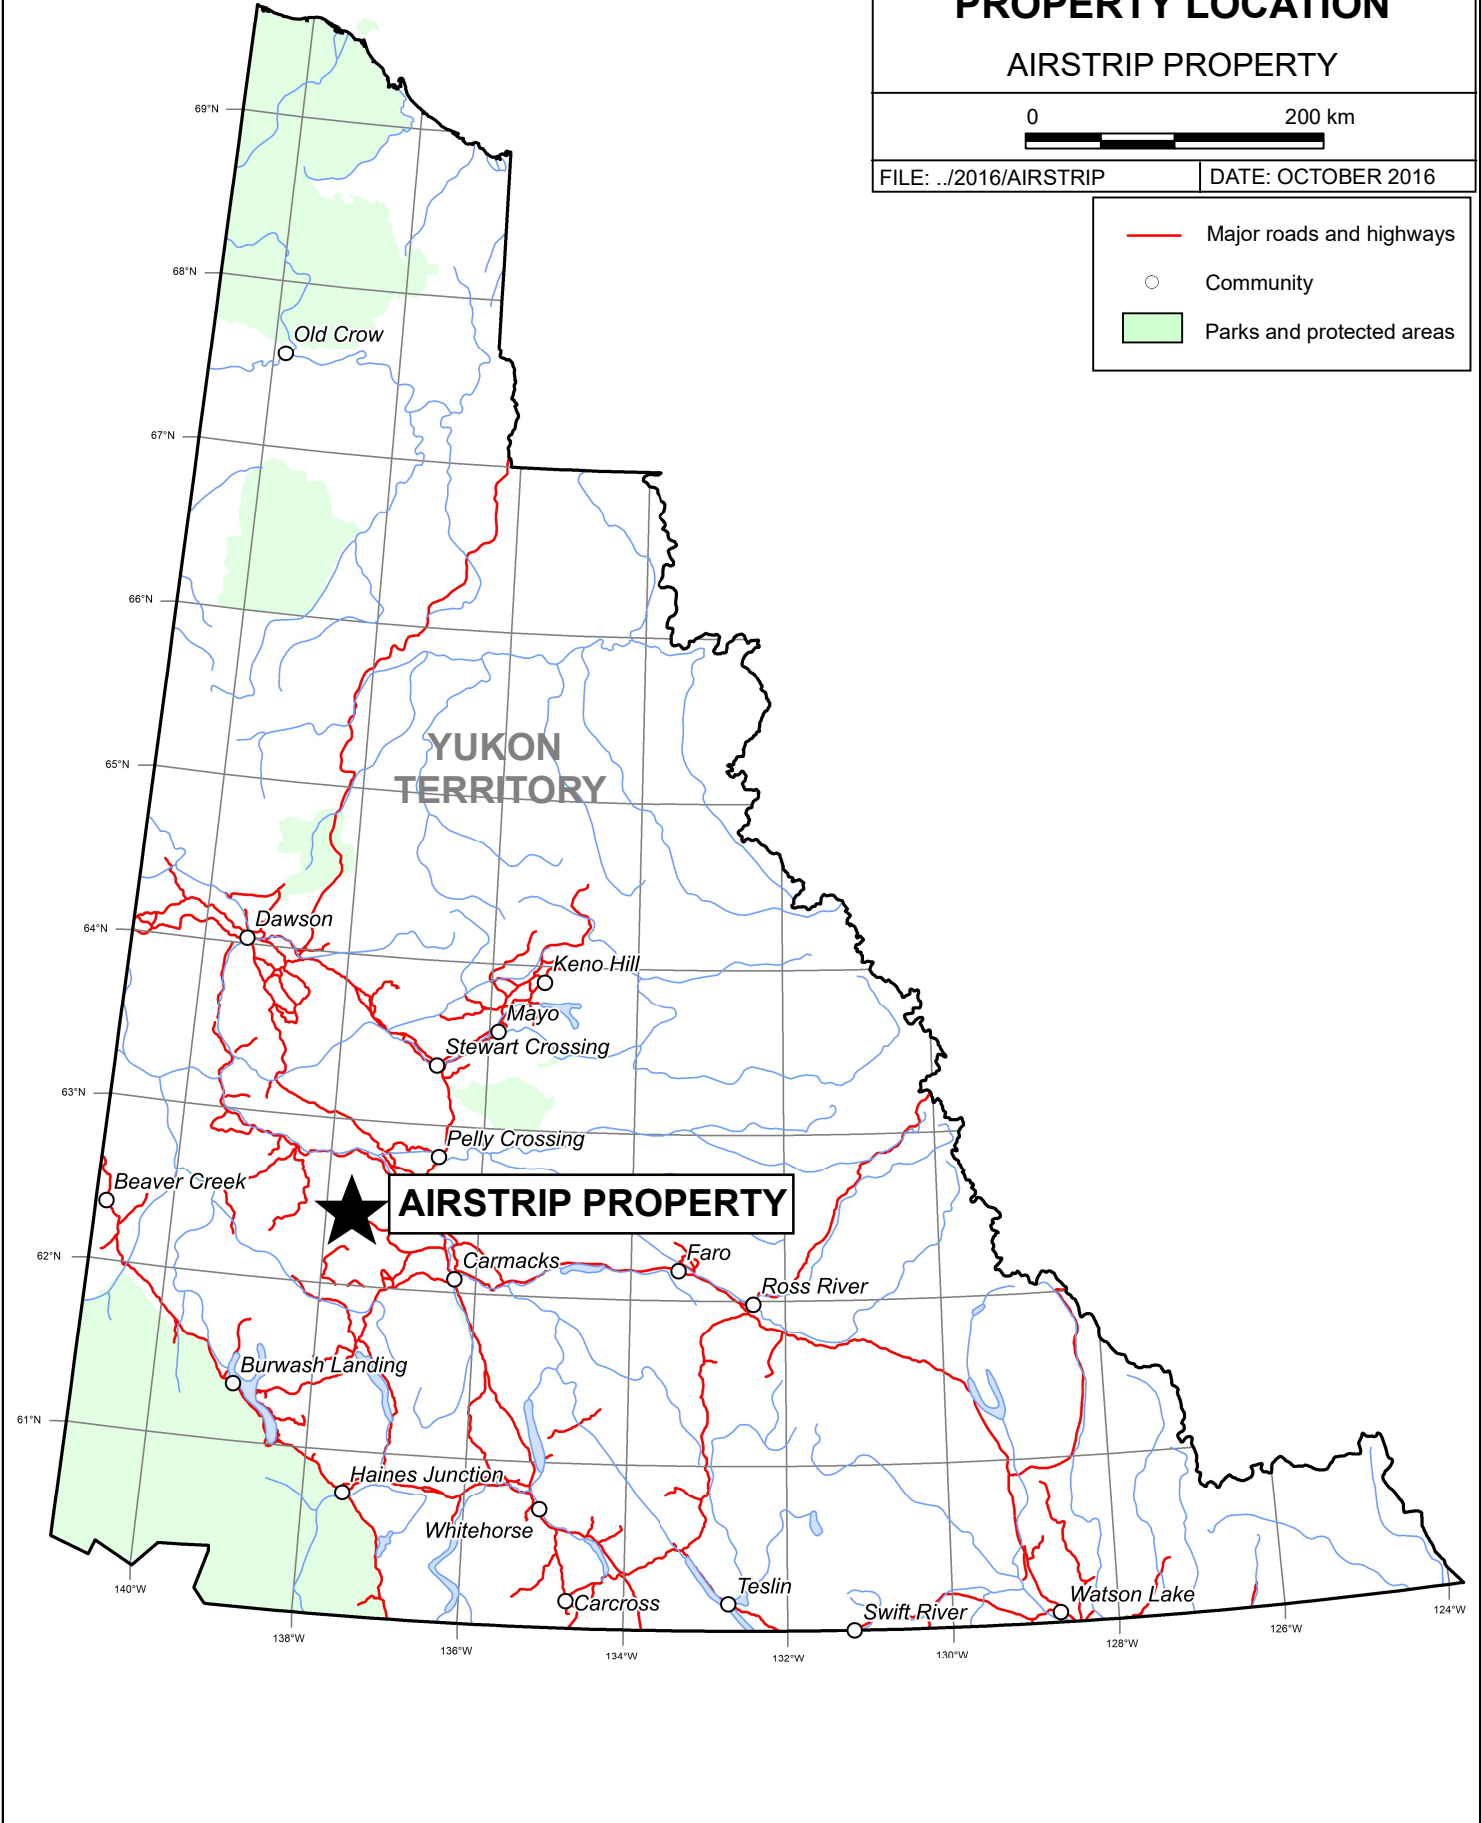 PROPERTY LOCATION
AIRSTRIP PROPERTY
0 200 km
FILE: ../2016/AIRSTRIP DATE: OCTOBER 2016
Major roads and highways
Community
Parks and protected areas
69°N
68°N
Old Crow
67°N
66°N
YUKON
TERRITORY
65°N
Dawson
64°N
Keno Hill
Mayo
Stewart Crossing
63°N
Pelly Crossing
Beaver Creek
AIRSTRIP PROPERTY
62°N
Carmacks
Faro
Ross River
Burwash Landing
61°N
Haines Junction
Whitehorse
Teslin
Carcross
Swift River
Watson Lake
140°W
138°W
136°W
134°W
132°W
130°W
128°W
126°W
124°W